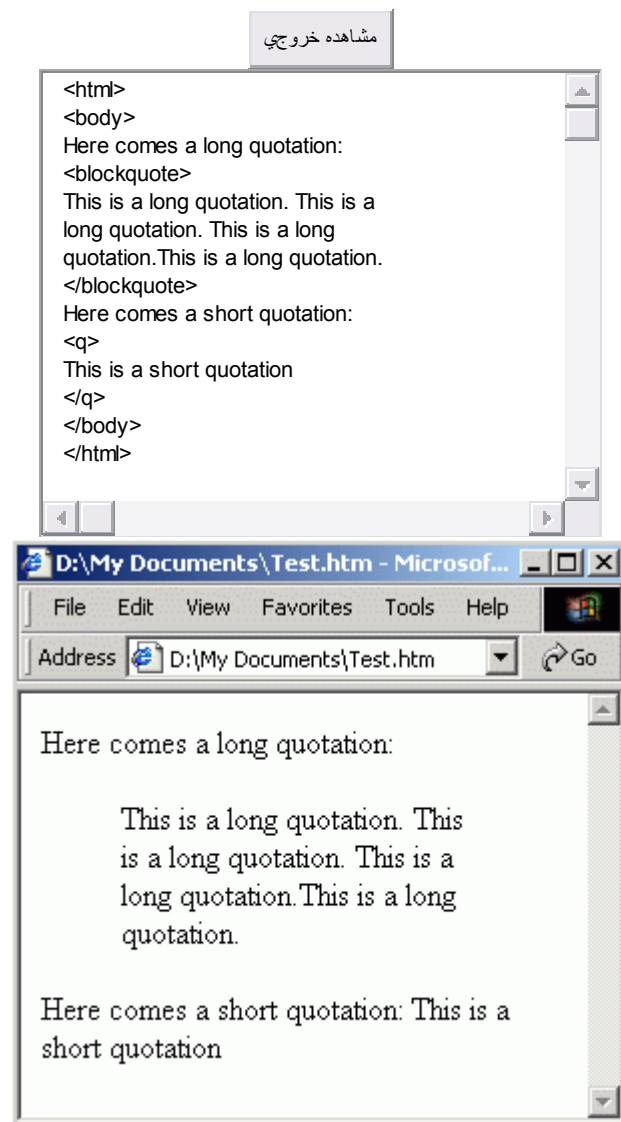 مشاهده خروجي
<html>
<body>
Here comes a long quotation:
<blockquote>
This is a long quotation. This is a
long quotation. This is a long
quotation.This is a long quotation.
</blockquote>
Here comes a short quotation:
<q>
This is a short quotation
</q>
</body>
</html>
D:\My Documents\Test.htm - Microsof...
File Edit View Favorites Tools Help
Address D:\My Documents\Test.htm Go
Here comes a long quotation:
This is a long quotation. This
is a long quotation. This is a
long quotation.This is a long
quotation.
Here comes a short quotation: This is a
short quotation